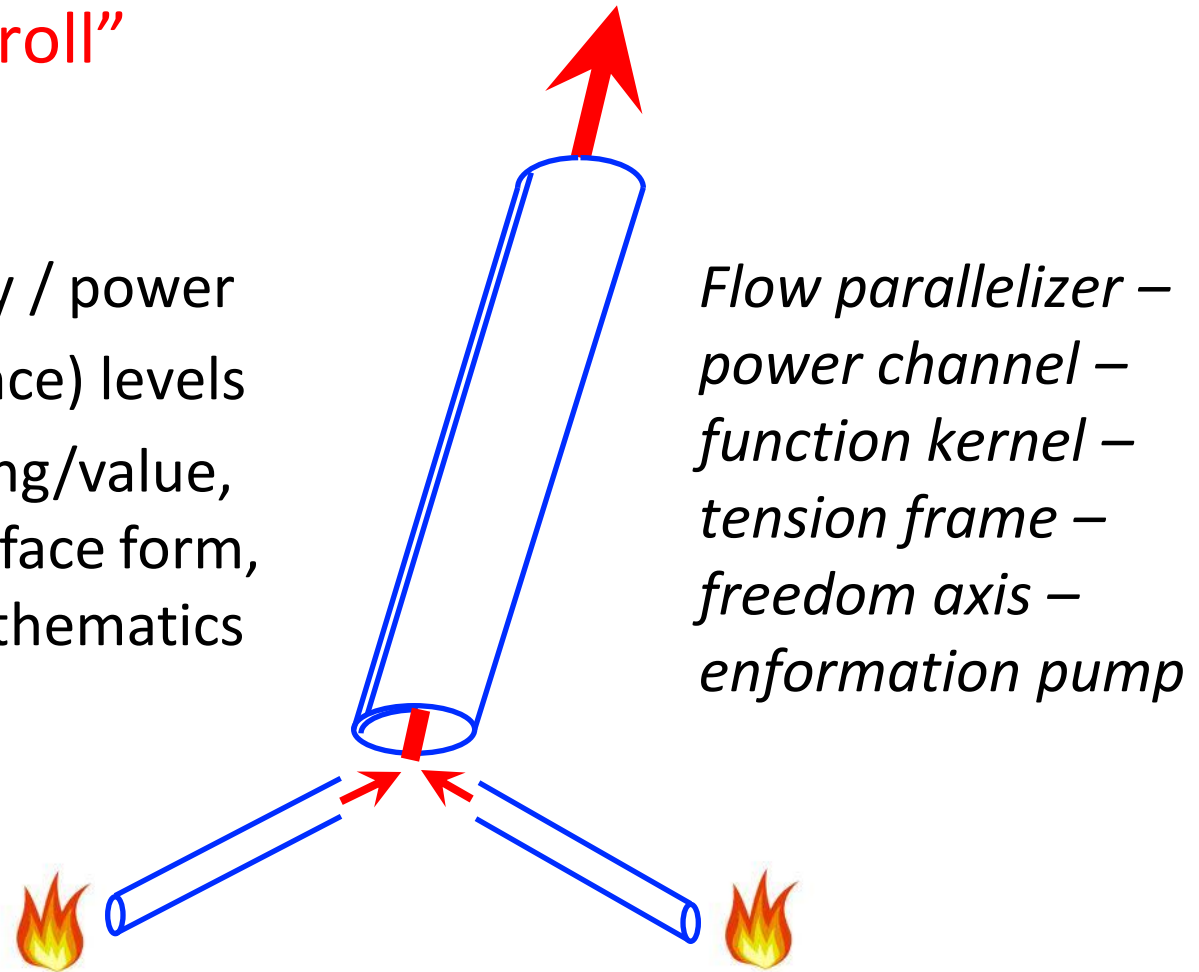 roll”
y / power
nce) levels
ng/value,
face form,
thematics
Flow parallelizer –
power channel –
function kernel –
tension frame –
freedom axis –
enformation pump